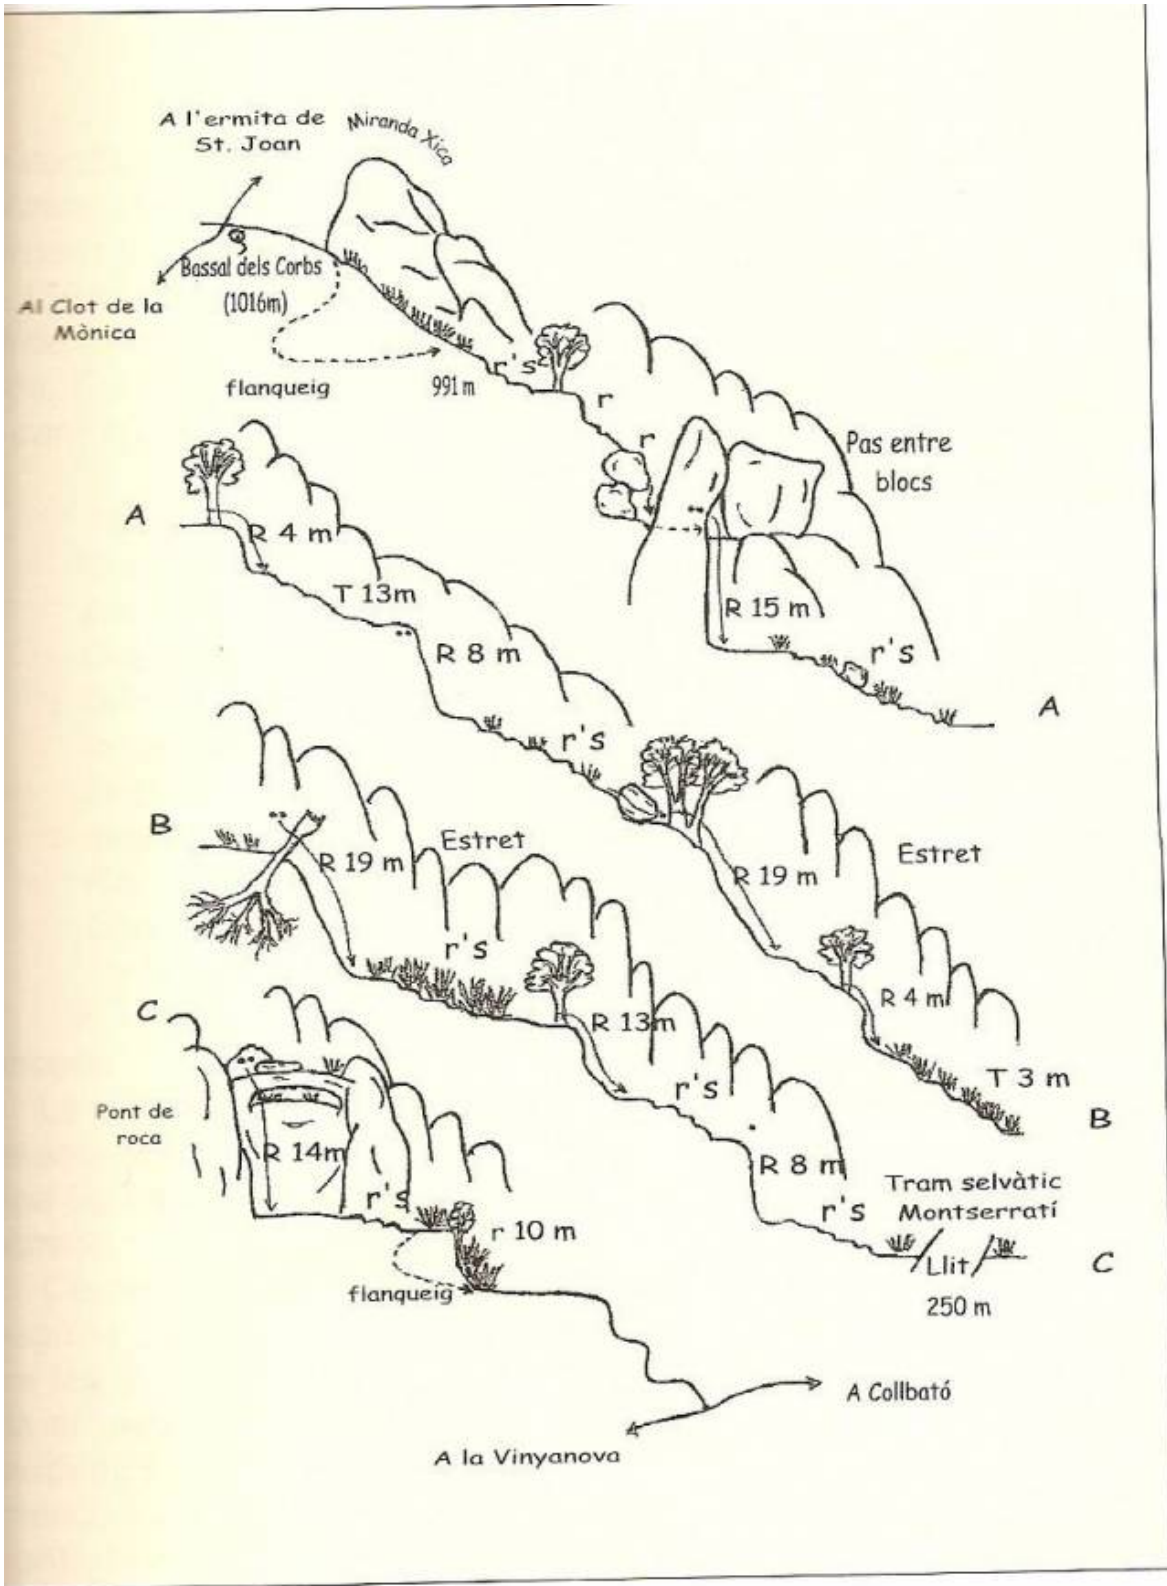 A l'ermita de
St. Joan
Miranda Xica
Bassal dels Corbs
(1016m)
Al Clot de la
Mònica
flanqueig
991 m
r's
r
r
Pas entre
blocs
R 15 m
r's
A
A
R 4 m
T 13m
R 8 m
r's
R 19 m
Estret
R 4 m
T 3 m
B
B
R 19 m
Estret
r's
R 13m
r's
R 8 m
r's
Tram selvàtic
Montserratí
Llit
250 m
C
C
Pont de
roca
R 14m
r's
r 10 m
flanqueig
A Collbató
A la Vinyanova